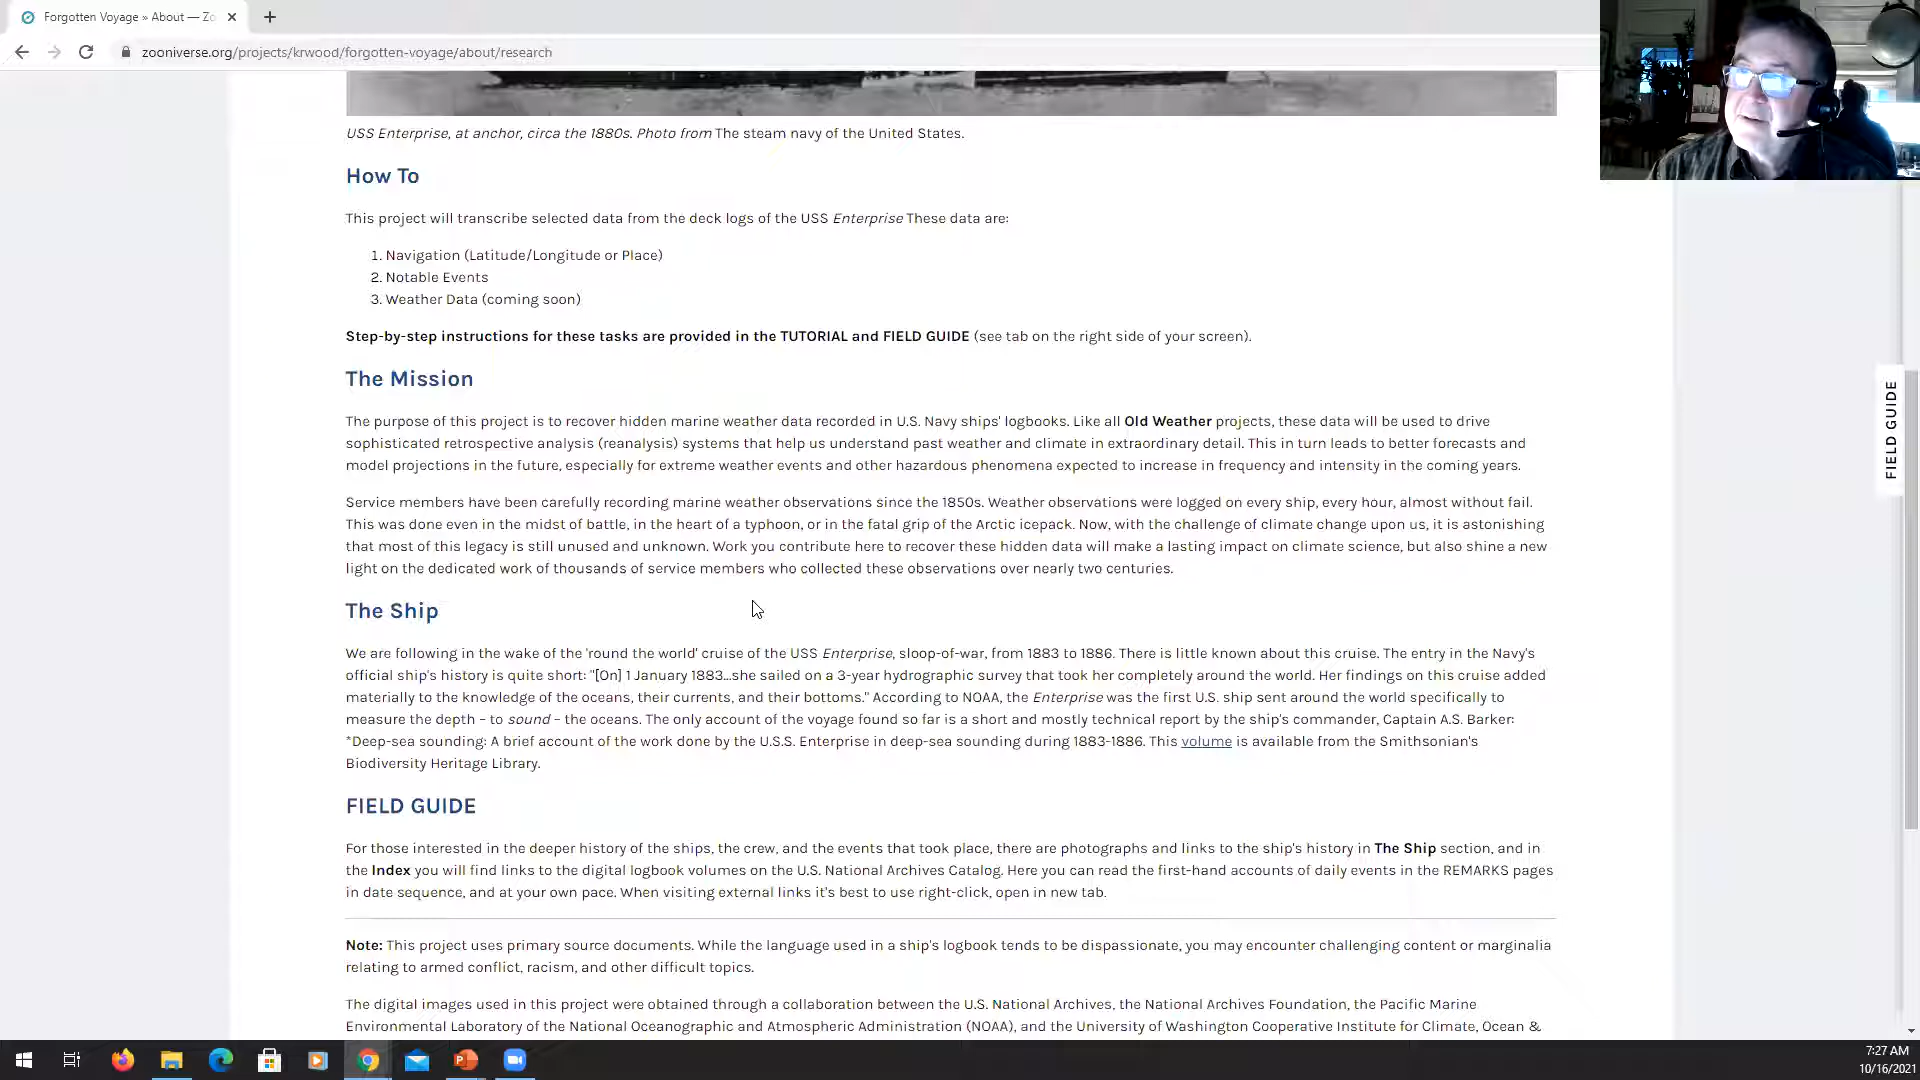 Forgotten Voyage » About — Zo
zooniverse.org/projects/krwood/forgotten-voyage/about/research
USS Enterprise, at anchor, circa the 1880s. Photo from The steam navy of the United States.
How To
This project will transcribe selected data from the deck logs of the USS Enterprise These data are:
1. Navigation (Latitude/Longitude or Place)
2. Notable Events
3. Weather Data (coming soon)
Step-by-step instructions for these tasks are provided in the TUTORIAL and FIELD GUIDE (see tab on the right side of your screen).
The Mission
The purpose of this project is to recover hidden marine weather data recorded in U.S. Navy ships' logbooks. Like all Old Weather projects, these data will be used to drive
sophisticated retrospective analysis (reanalysis) systems that help us understand past weather and climate in extraordinary detail. This in turn leads to better forecasts and
model projections in the future, especially for extreme weather events and other hazardous phenomena expected to increase in frequency and intensity in the coming years.
Service members have been carefully recording marine weather observations since the 1850s. Weather observations were logged on every ship, every hour, almost without fail.
This was done even in the midst of battle, in the heart of a typhoon, or in the fatal grip of the Arctic icepack. Now, with the challenge of climate change upon us, it is astonishing
that most of this legacy is still unused and unknown. Work you contribute here to recover these hidden data will make a lasting impact on climate science, but also shine a new
light on the dedicated work of thousands of service members who collected these observations over nearly two centuries.
The Ship
We are following in the wake of the 'round the world' cruise of the USS Enterprise, sloop-of-war, from 1883 to 1886. There is little known about this cruise. The entry in the Navy's
official ship's history is quite short: "[On] 1 January 1883...she sailed on a 3-year hydrographic survey that took her completely around the world. Her findings on this cruise added
materially to the knowledge of the oceans, their currents, and their bottoms." According to NOAA, the Enterprise was the first U.S. ship sent around the world specifically to
measure the depth – to sound – the oceans. The only account of the voyage found so far is a short and mostly technical report by the ship's commander, Captain A.S. Barker:
*Deep-sea sounding: A brief account of the work done by the U.S.S. Enterprise in deep-sea sounding during 1883-1886. This volume is available from the Smithsonian's
Biodiversity Heritage Library.
FIELD GUIDE
For those interested in the deeper history of the ships, the crew, and the events that took place, there are photographs and links to the ship's history in The Ship section, and in
the Index you will find links to the digital logbook volumes on the U.S. National Archives Catalog. Here you can read the first-hand accounts of daily events in the REMARKS pages
in date sequence, and at your own pace. When visiting external links it's best to use right-click, open in new tab.
Note: This project uses primary source documents. While the language used in a ship's logbook tends to be dispassionate, you may encounter challenging content or marginalia
relating to armed conflict, racism, and other difficult topics.
The digital images used in this project were obtained through a collaboration between the U.S. National Archives, the National Archives Foundation, the Pacific Marine
Environmental Laboratory of the National Oceanographic and Atmospheric Administration (NOAA), and the University of Washington Cooperative Institute for Climate, Ocean &
FIELD GUIDE
7:27 AM
10/16/2021